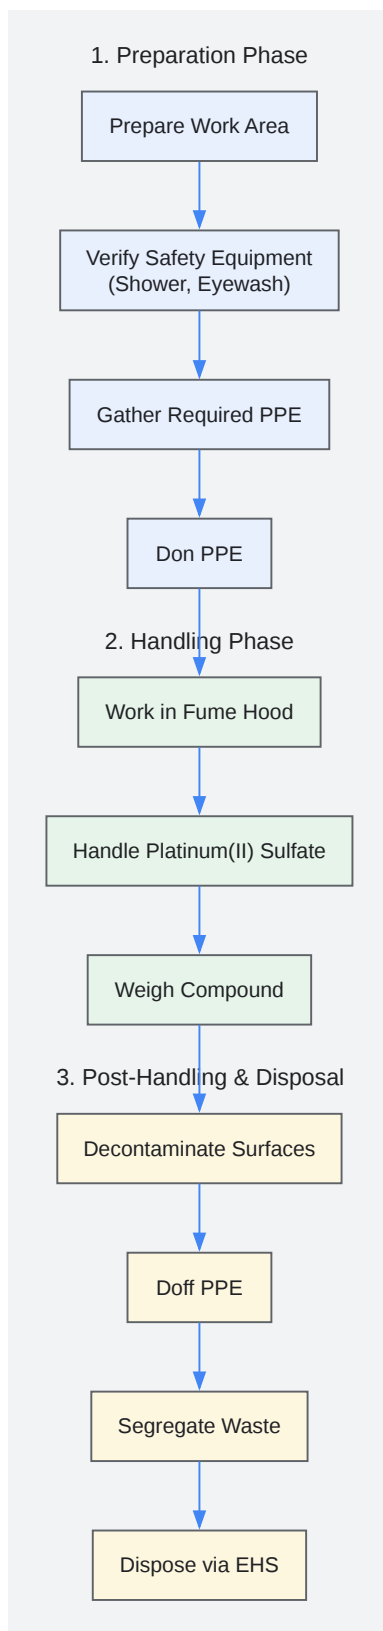 1. Preparation Phase
Prepare Work Area
Verify Safety Equipment
(Shower, Eyewash)
Gather Required PPE
Don PPE
2. Handling Phase
Work in Fume Hood
Handle Platinum(II) Sulfate
Weigh Compound
3. Post-Handling & Disposal
Decontaminate Surfaces
Doff PPE
Segregate Waste
Dispose via EHS